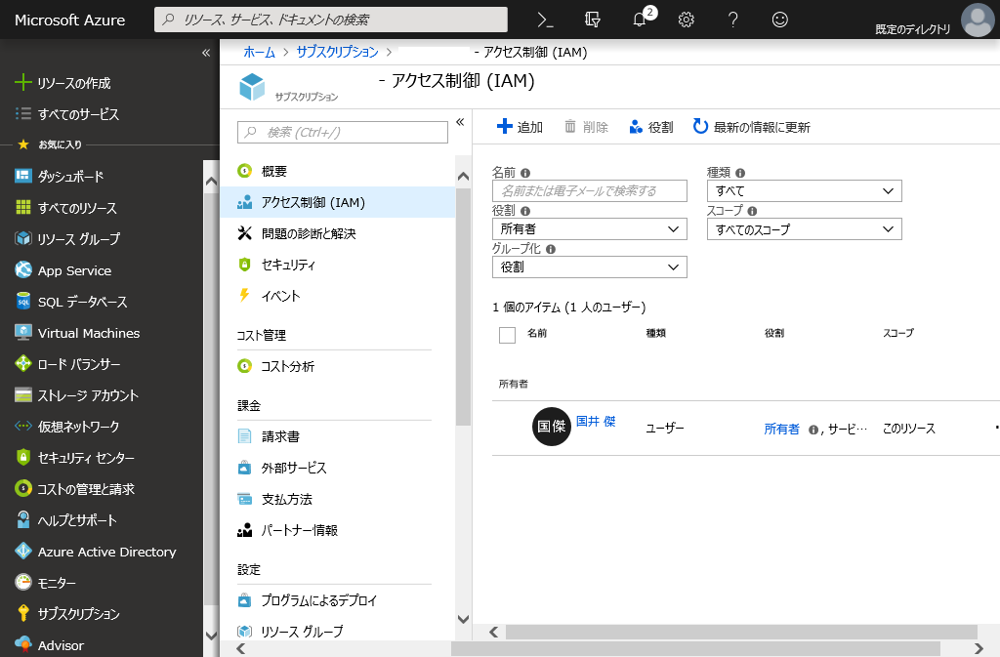 Microsoft Azure
リソース、サービス、ドキュメントの検索
2
既定のディレクトリ
«
リソースの作成
すべてのサービス
お気に入り
ダッシュボード
すべてのリソース
リソース グループ
App Service
SQL データベース
Virtual Machines
ロード バランサー
ストレージ アカウント
仮想ネットワーク
セキュリティ センター
コストの管理と請求
ヘルプとサポート
Azure Active Directory
モニター
サブスクリプション
Advisor
ホーム > サブスクリプション > - アクセス制御 (IAM)
- アクセス制御 (IAM)
サブスクリプション
検索 (Ctrl+/)
«
概要
アクセス制御 (IAM)
問題の診断と解決
セキュリティ
イベント
コスト管理
コスト分析
課金
請求書
外部サービス
支払方法
パートナー情報
設定
プログラムによるデプロイ
リソース グループ
追加 削除 役割 最新の情報に更新
名前 種類
名前または電子メールで検索する すべて
役割 スコープ
所有者 すべてのスコープ
グループ化
役割
1 個のアイテム (1 人のユーザー)
名前 種類 役割 スコープ
所有者
国傑 国井 傑 ユーザー 所有者 , サービ… このリソース